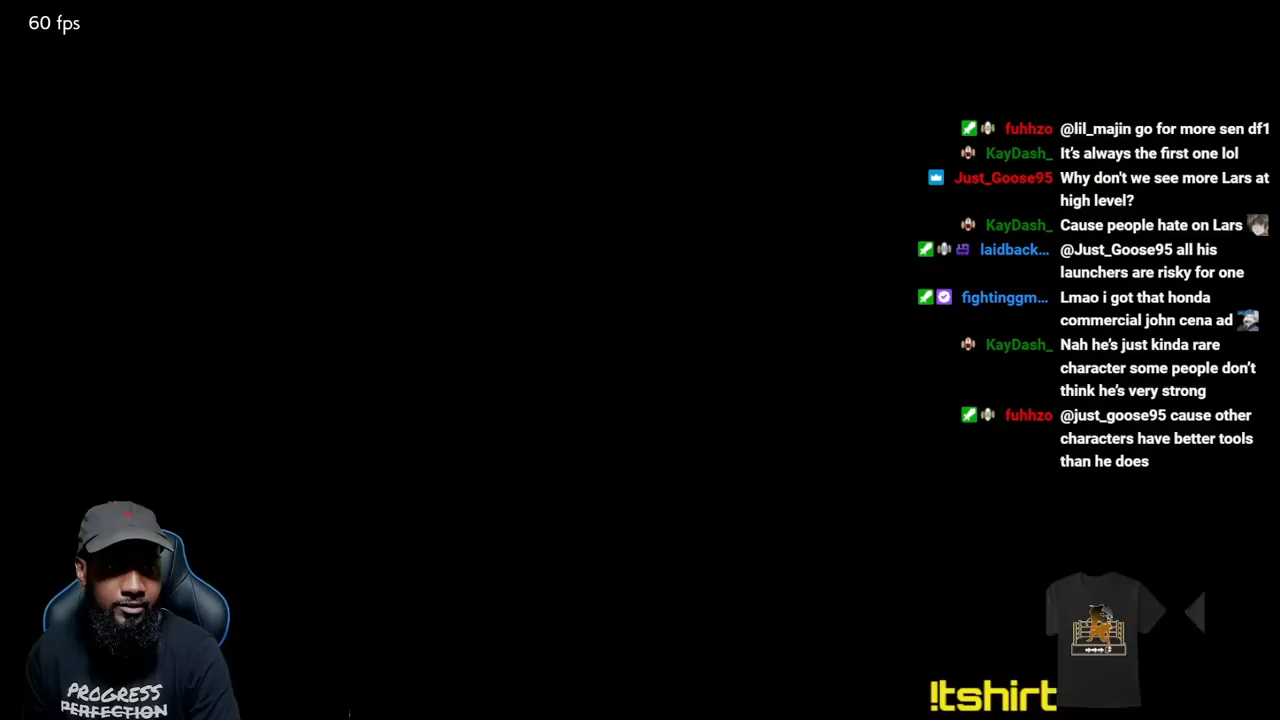 60 fps
fuhhzo @lil_majin go for more sen df1
KayDash_ It's always the first one lol
Just_Goose95 Why don't we see more Lars at
high level?
KayDash_ Cause people hate on Lars
laidback... @Just_Goose95 all his
launchers are risky for one
fightinggm... Lmao i got that honda
commercial john cena ad
KayDash_ Nah he's just kinda rare
character some people don't
think he's very strong
fuhhzo @just_goose95 cause other
characters have better tools
than he does
PROGRESS
PERFECTION
!tshirt